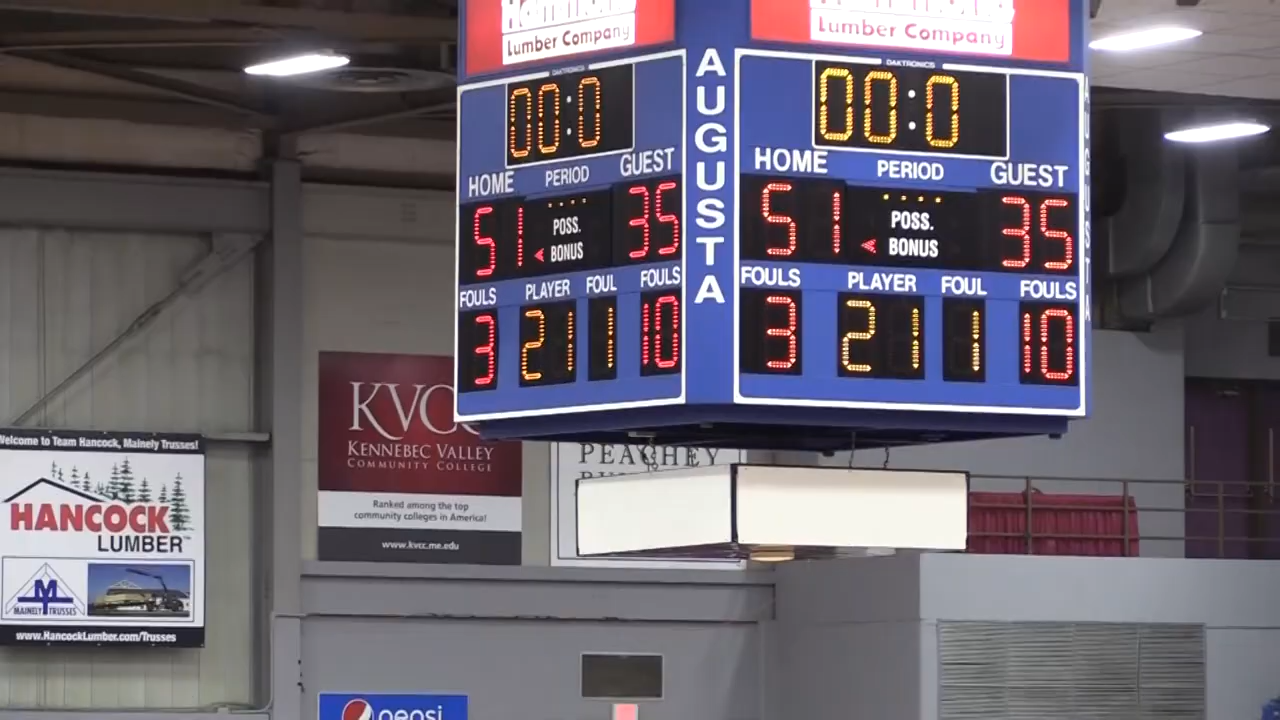 Lumber Company
DAKTRONICS
00:0
HOME PERIOD GUEST
51 35
POSS.
BONUS
FOULS PLAYER FOUL FOULS
3 21 1 10
AUGUSTA
Lumber Company
DAKTRONICS
00:0
HOME PERIOD GUEST
51 35
POSS.
BONUS
FOULS PLAYER FOUL FOULS
3 21 1 10
KENNEBEC VALLEY
COMMUNITY COLLEGE
Ranked among the top
community colleges in America!
www.kvcc.me.edu
PEACHEY
Welcome to Team Hancock, Mainely Trusses!
HANCOCK
LUMBER
MAINELY TRUSSES
www.HancockLumber.com/Trusses
pepsi